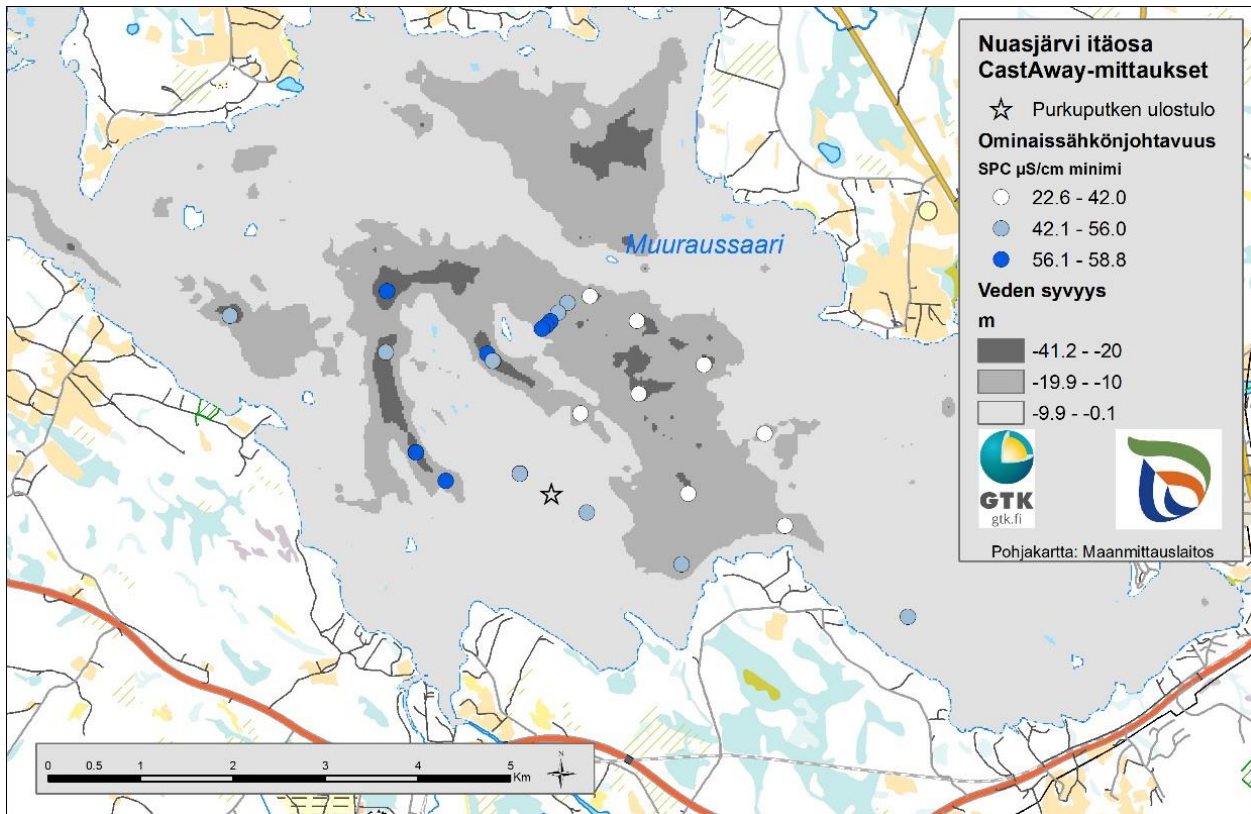 Nuasjärvi itäosa
CastAway-mittaukset
Purkuputken ulostulo
Ominaissähkönjohtavuus
SPC µS/cm minimi
22.6 - 42.0
42.1 - 56.0
56.1 - 58.8
Veden syvyys
m
-41.2 - -20
-19.9 - -10
-9.9 - -0.1
GTK
gtk.fi
Pohjakartta: Maanmittauslaitos
Muuraussaari
0 0.5 1 2 3 4 5
Km
N